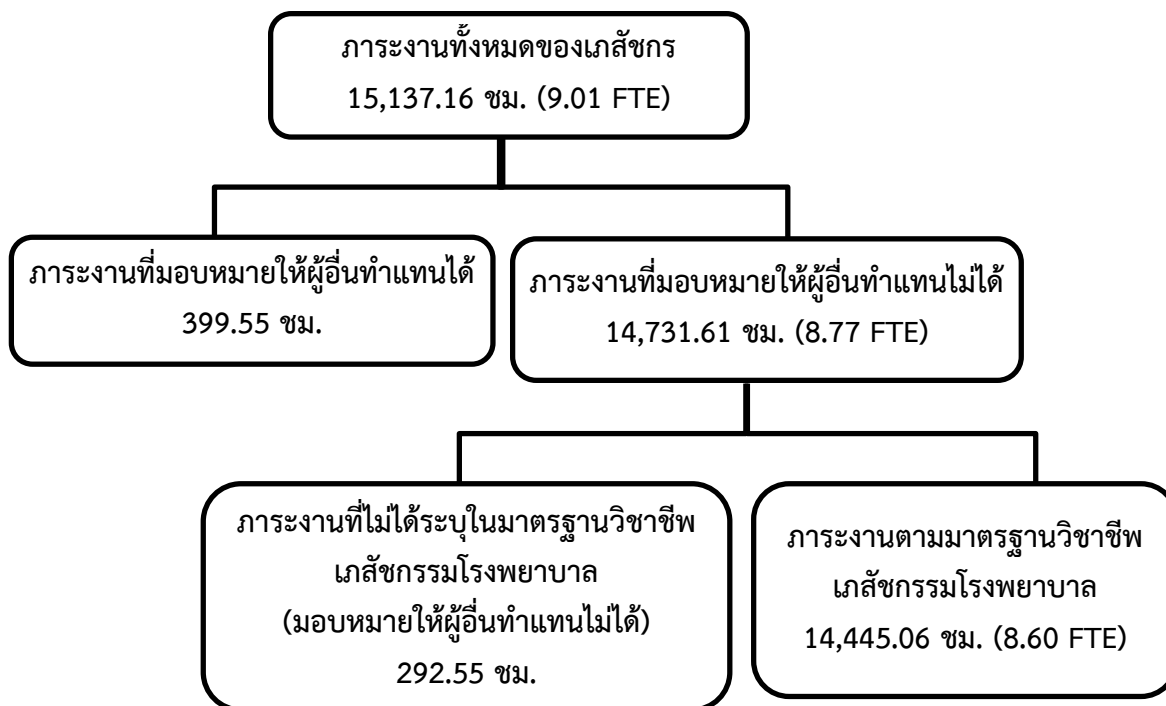 ภาระงานทั้งหมดของเภสัชกร
15,137.16 ชม. (9.01 FTE)
ภาระงานที่มอบหมายให้ผู้อื่นทำแทนได้
399.55 ชม.
ภาระงานที่มอบหมายให้ผู้อื่นทำแทนไม่ได้
14,731.61 ชม. (8.77 FTE)
ภาระงานที่ไม่ได้ระบุในมาตรฐานวิชาชีพ
เภสัชกรรมโรงพยาบาล
(มอบหมายให้ผู้อื่นทำแทนไม่ได้)
292.55 ชม.
ภาระงานตามมาตรฐานวิชาชีพ
เภสัชกรรมโรงพยาบาล
14,445.06 ชม. (8.60 FTE)